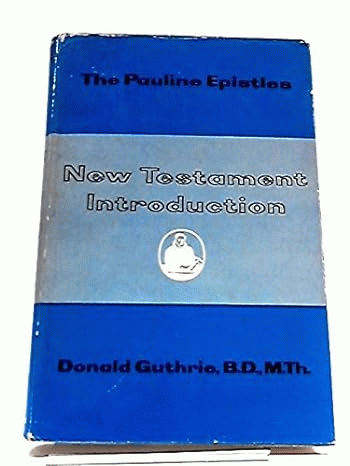 The Pauline Epistles
New Testament
Introduction
Donald Guthrie, B.D., M.Th.